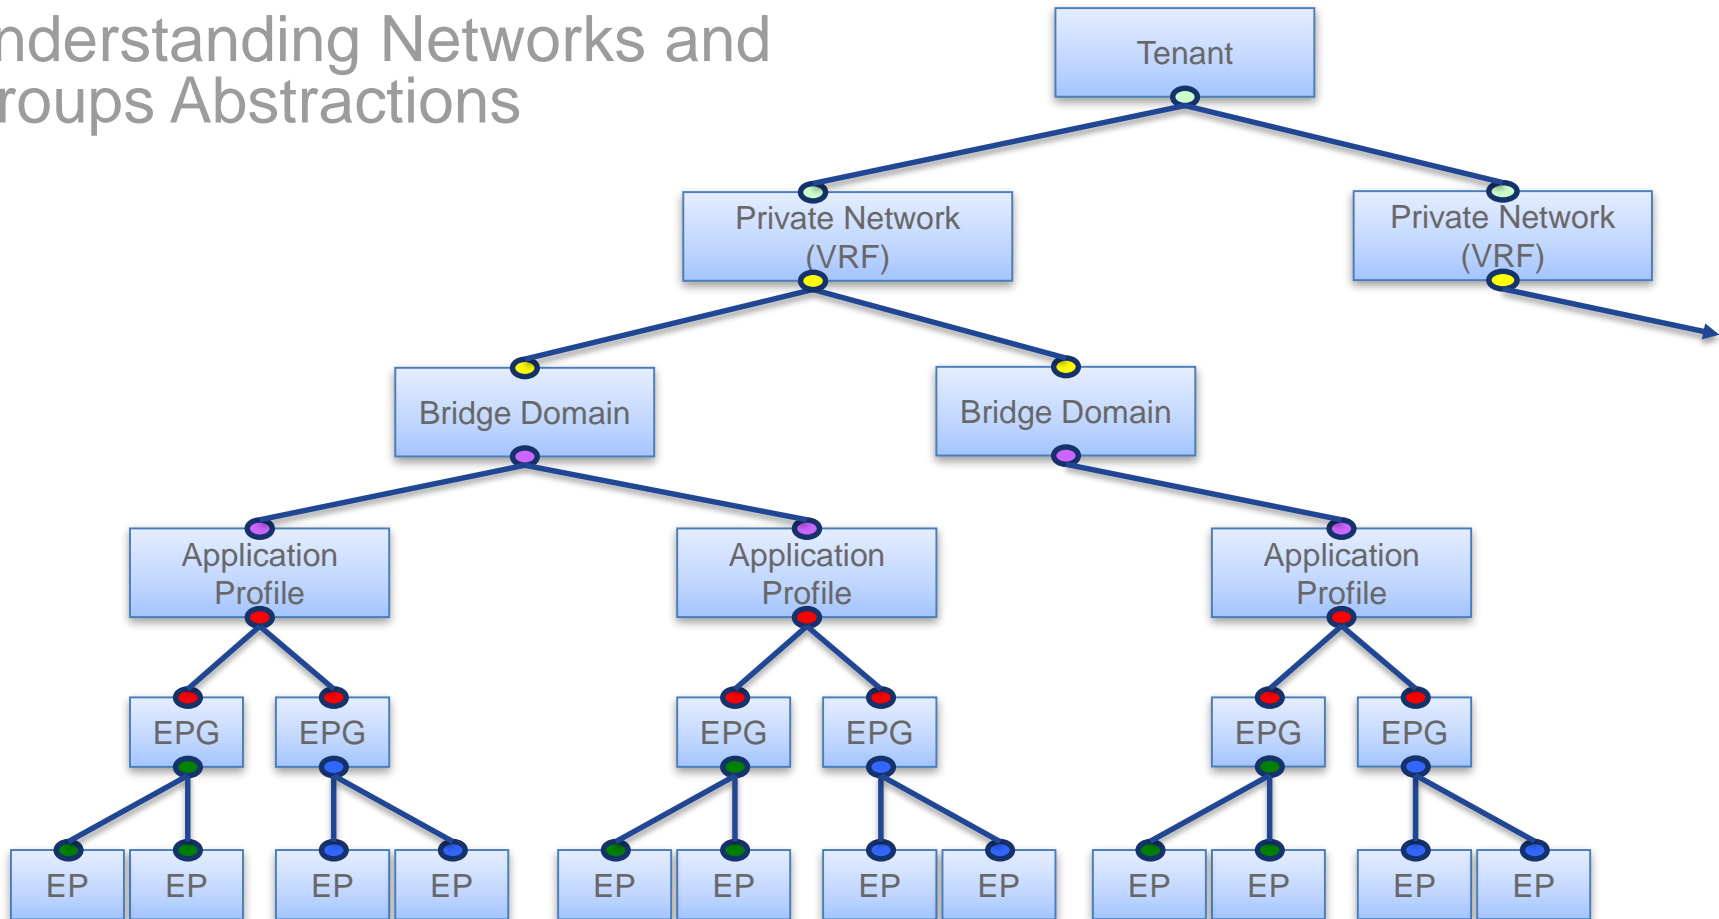 nderstanding Networks and
roups Abstractions
Tenant
Private Network
(VRF)
Private Network
(VRF)
Bridge Domain
Bridge Domain
Application
Profile
Application
Profile
Application
Profile
EPG
EPG
EPG
EPG
EPG
EPG
EP
EP
EP
EP
EP
EP
EP
EP
EP
EP
EP
EP